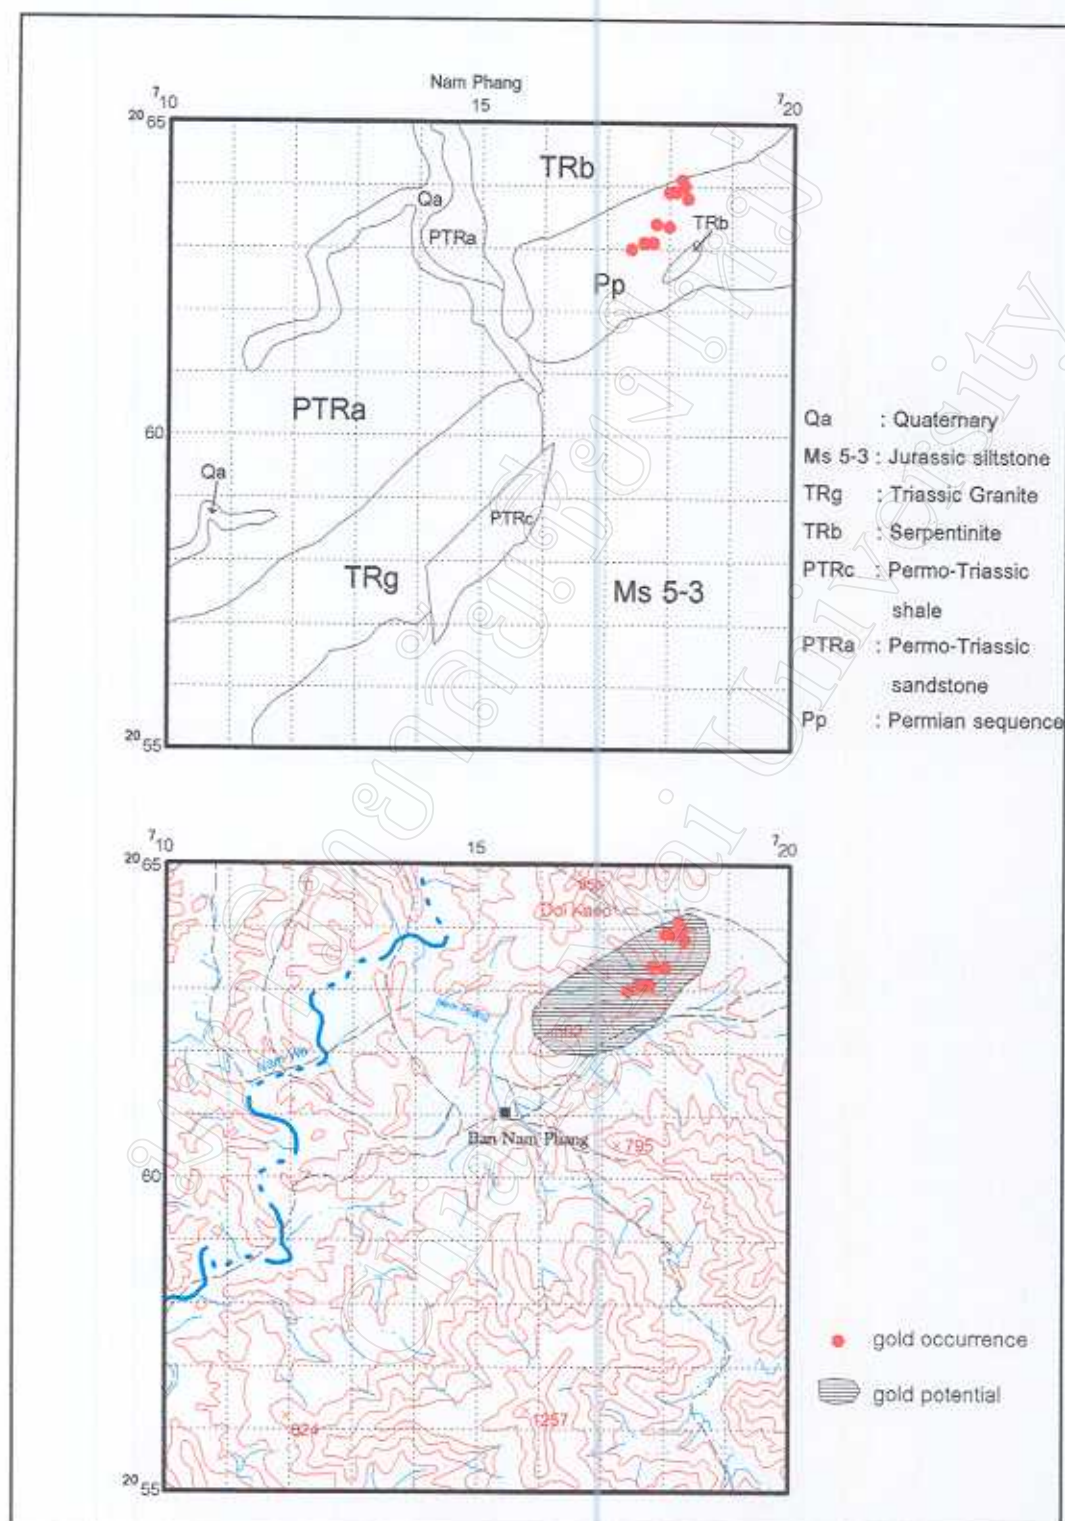 Nam Phang
7 10
15
7 20
20 65
TRb
Qa
PTRa
TRb
Pp
PTRa
60
Qa
PTRc
TRg
Ms 5-3
20 55
Qa : Quaternary
Ms 5-3 : Jurassic siltstone
TRg : Triassic Granite
TRb : Serpentinite
PTRc : Permo-Triassic
shale
PTRa : Permo-Triassic
sandstone
Pp : Permian sequence
7 10
15
7 20
20 65
Nam Wa
Ban Nam Phang
795
60
824
1257
20 55
gold occurrence
gold potential
University